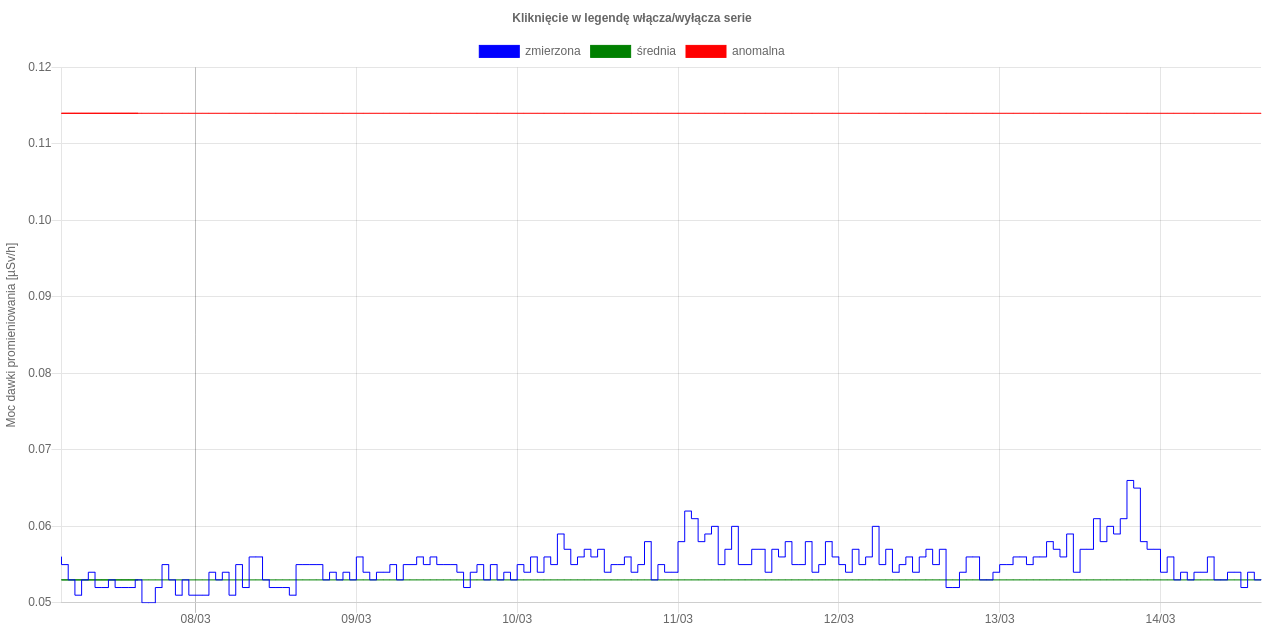 Kliknięcie w legendę włącza/wyłącza serie
zmierzona średnia anomalna
Moc dawki promieniowania [µSv/h]
0.12
0.11
0.10
0.09
0.08
0.07
0.06
0.05
08/03 09/03 10/03 11/03 12/03 13/03 14/03